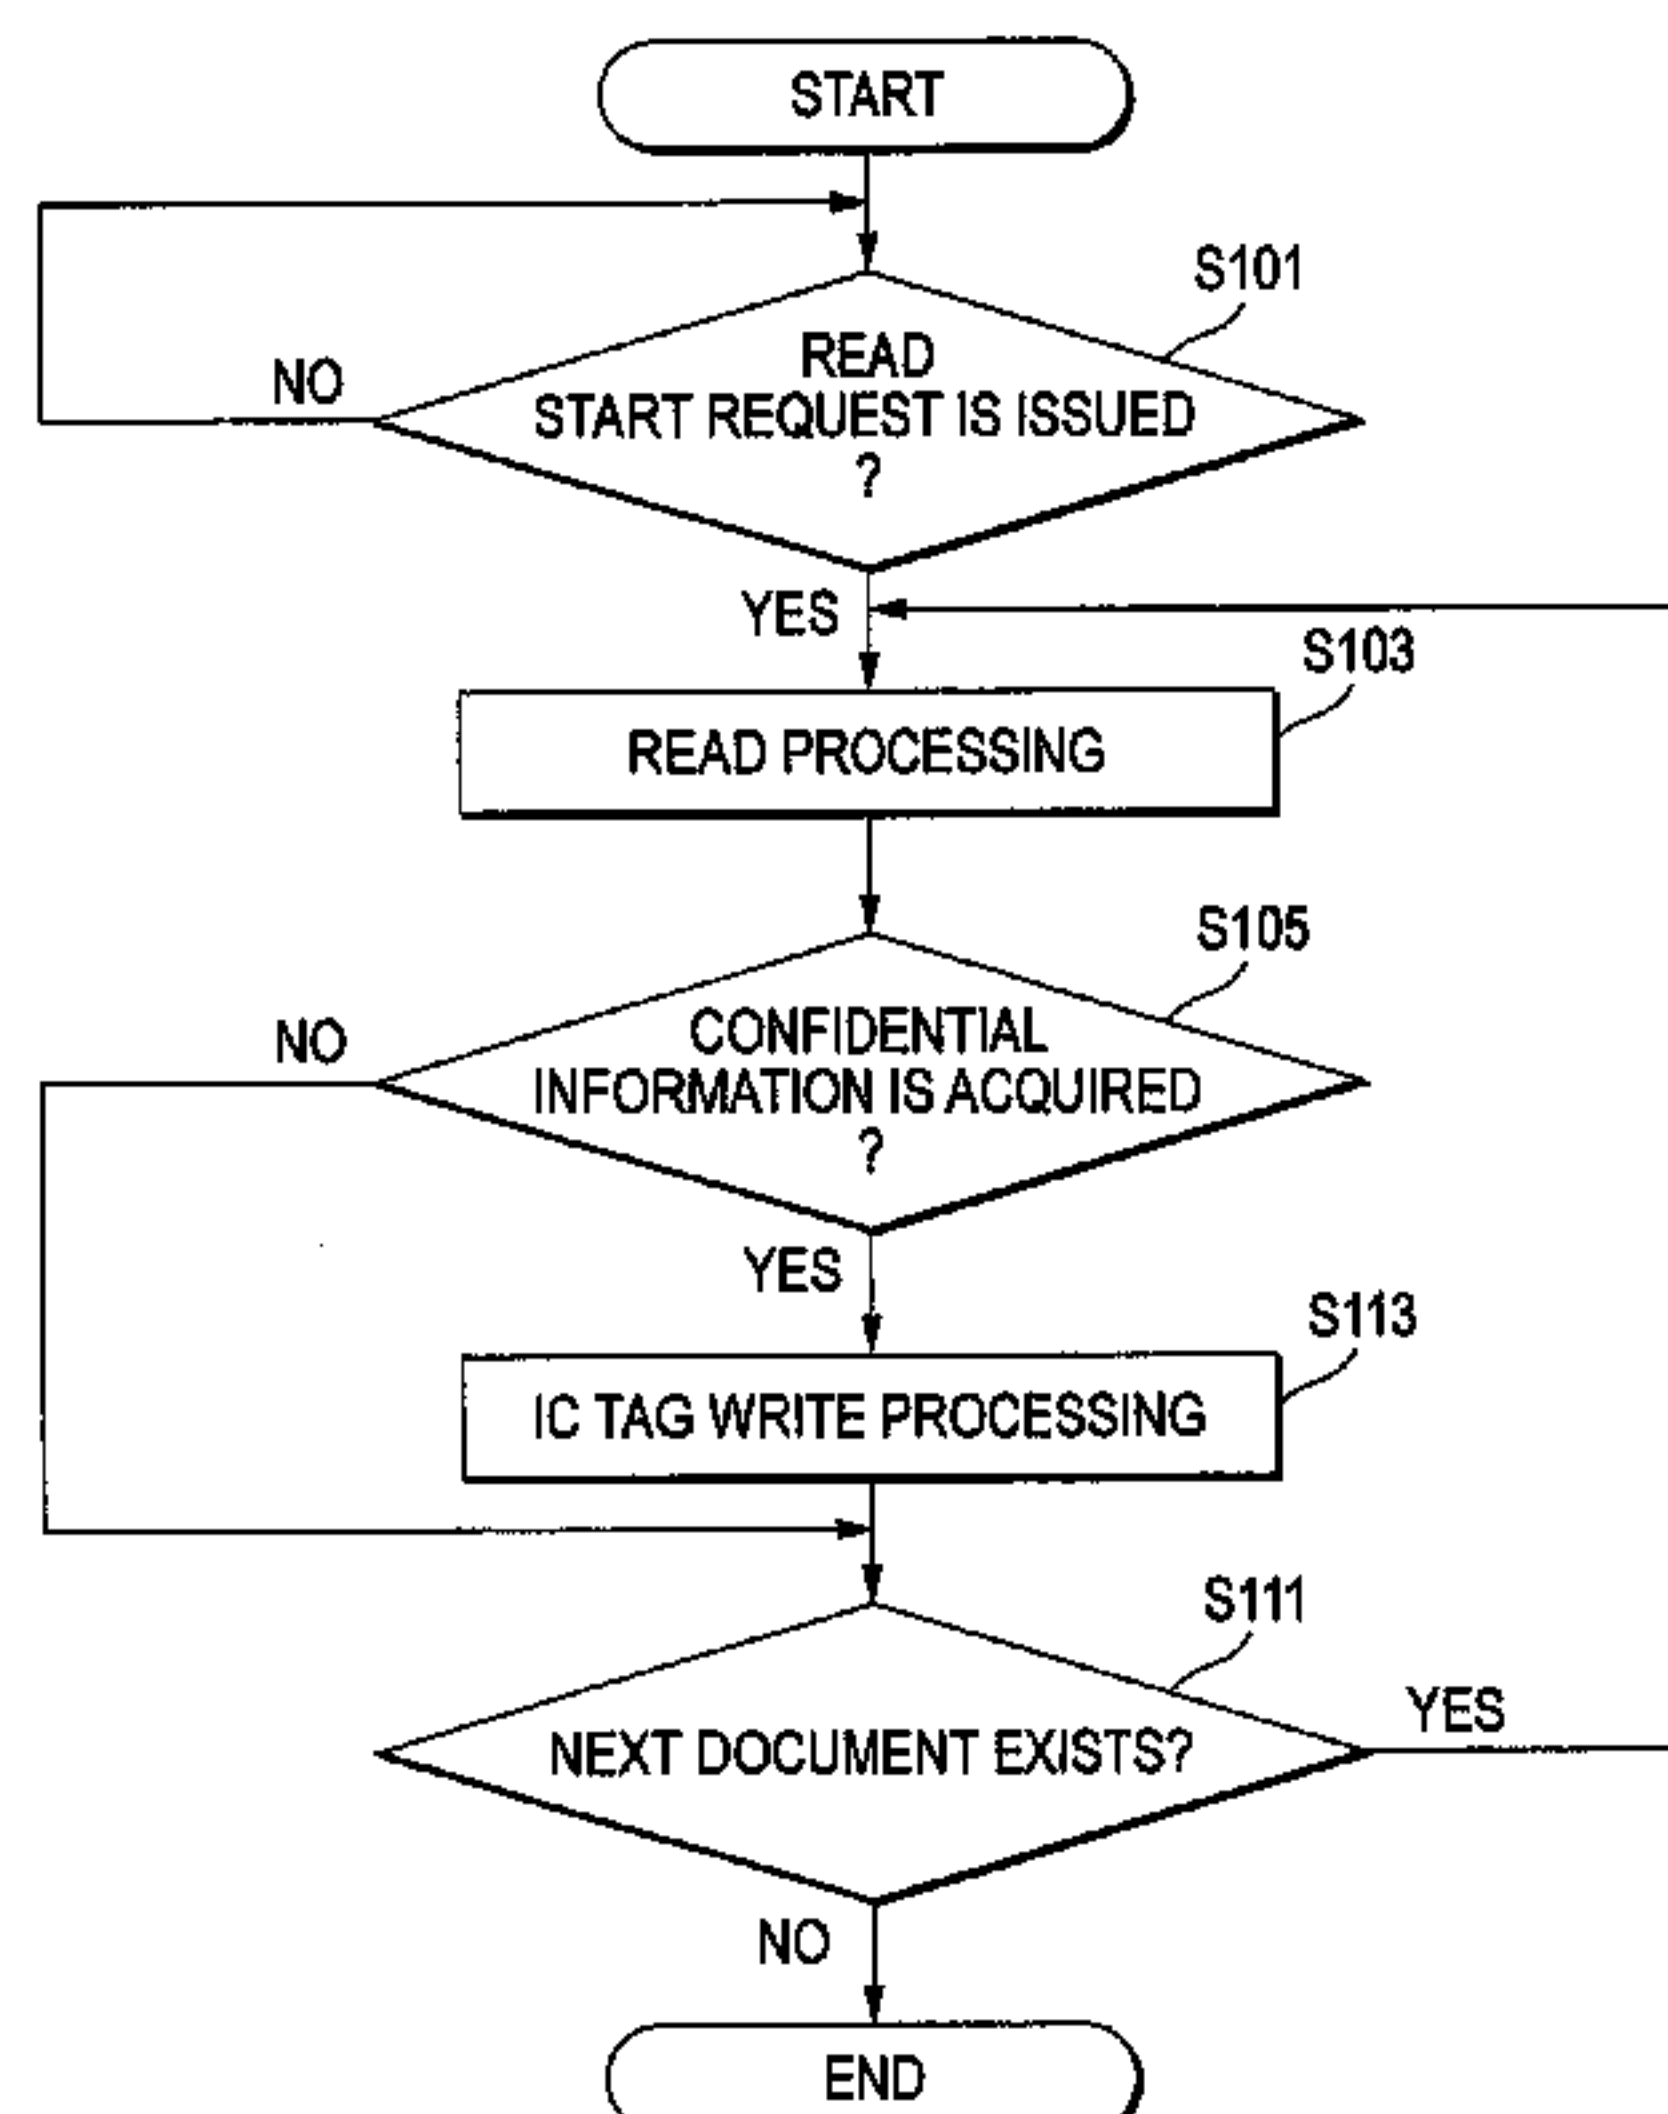 START
S101
READ
START REQUEST IS ISSUED
?
NO
YES
S103
READ PROCESSING
S105
CONFIDENTIAL
INFORMATION IS ACQUIRED
?
NO
YES
S113
IC TAG WRITE PROCESSING
S111
NEXT DOCUMENT EXISTS?
YES
NO
END